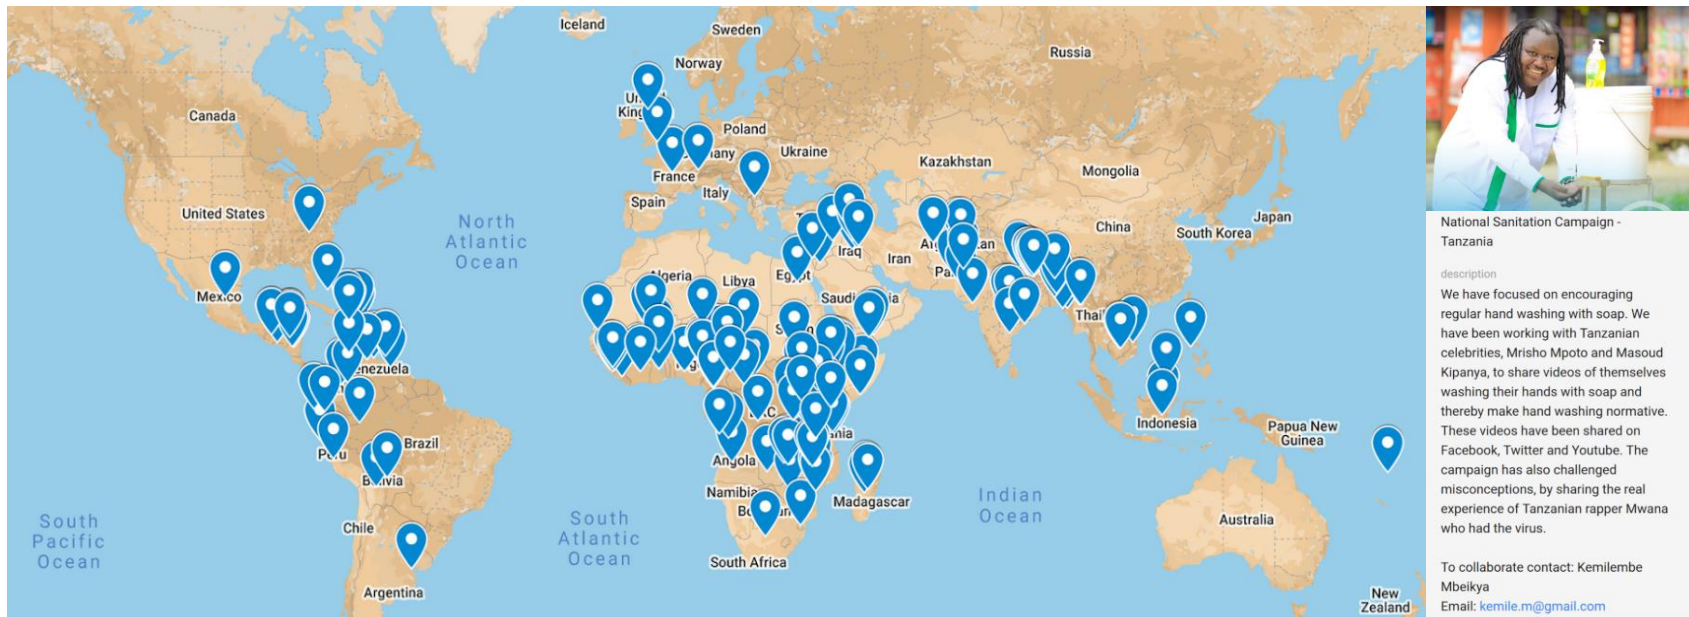 Iceland
Sweden
Norway
Russia
Canada
Poland
Ukraine
Kazakhstan
Mongolia
France
Italy
Spain
United States
North
Atlantic
Ocean
China
Japan
South Korea
Iraq
Iran
Algeria
Libya
Egypt
Mexico
Indonesia
Papua New
Guinea
Brazil
Angola
Namibia
Madagascar
Indian
Ocean
Australia
South
Pacific
Ocean
South
Atlantic
Ocean
Chile
South Africa
Argentina
New
Zealand
National Sanitation Campaign -
Tanzania
description
We have focused on encouraging
regular hand washing with soap. We
have been working with Tanzanian
celebrities, Mrisho Mpoto and Masoud
Kipanya, to share videos of themselves
washing their hands with soap and
thereby make hand washing normative.
These videos have been shared on
Facebook, Twitter and Youtube. The
campaign has also challenged
misconceptions, by sharing the real
experience of Tanzanian rapper Mwana
who had the virus.
To collaborate contact: Kemilembe
Mbeikya
Email: kemile.m@gmail.com